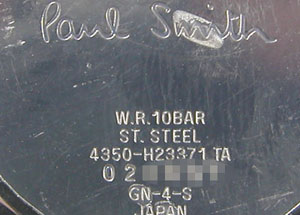 Paul Smith
W.R.10BAR
ST. STEEL
4350-H23371 TA
0 2
GN-4-S
JAPAN